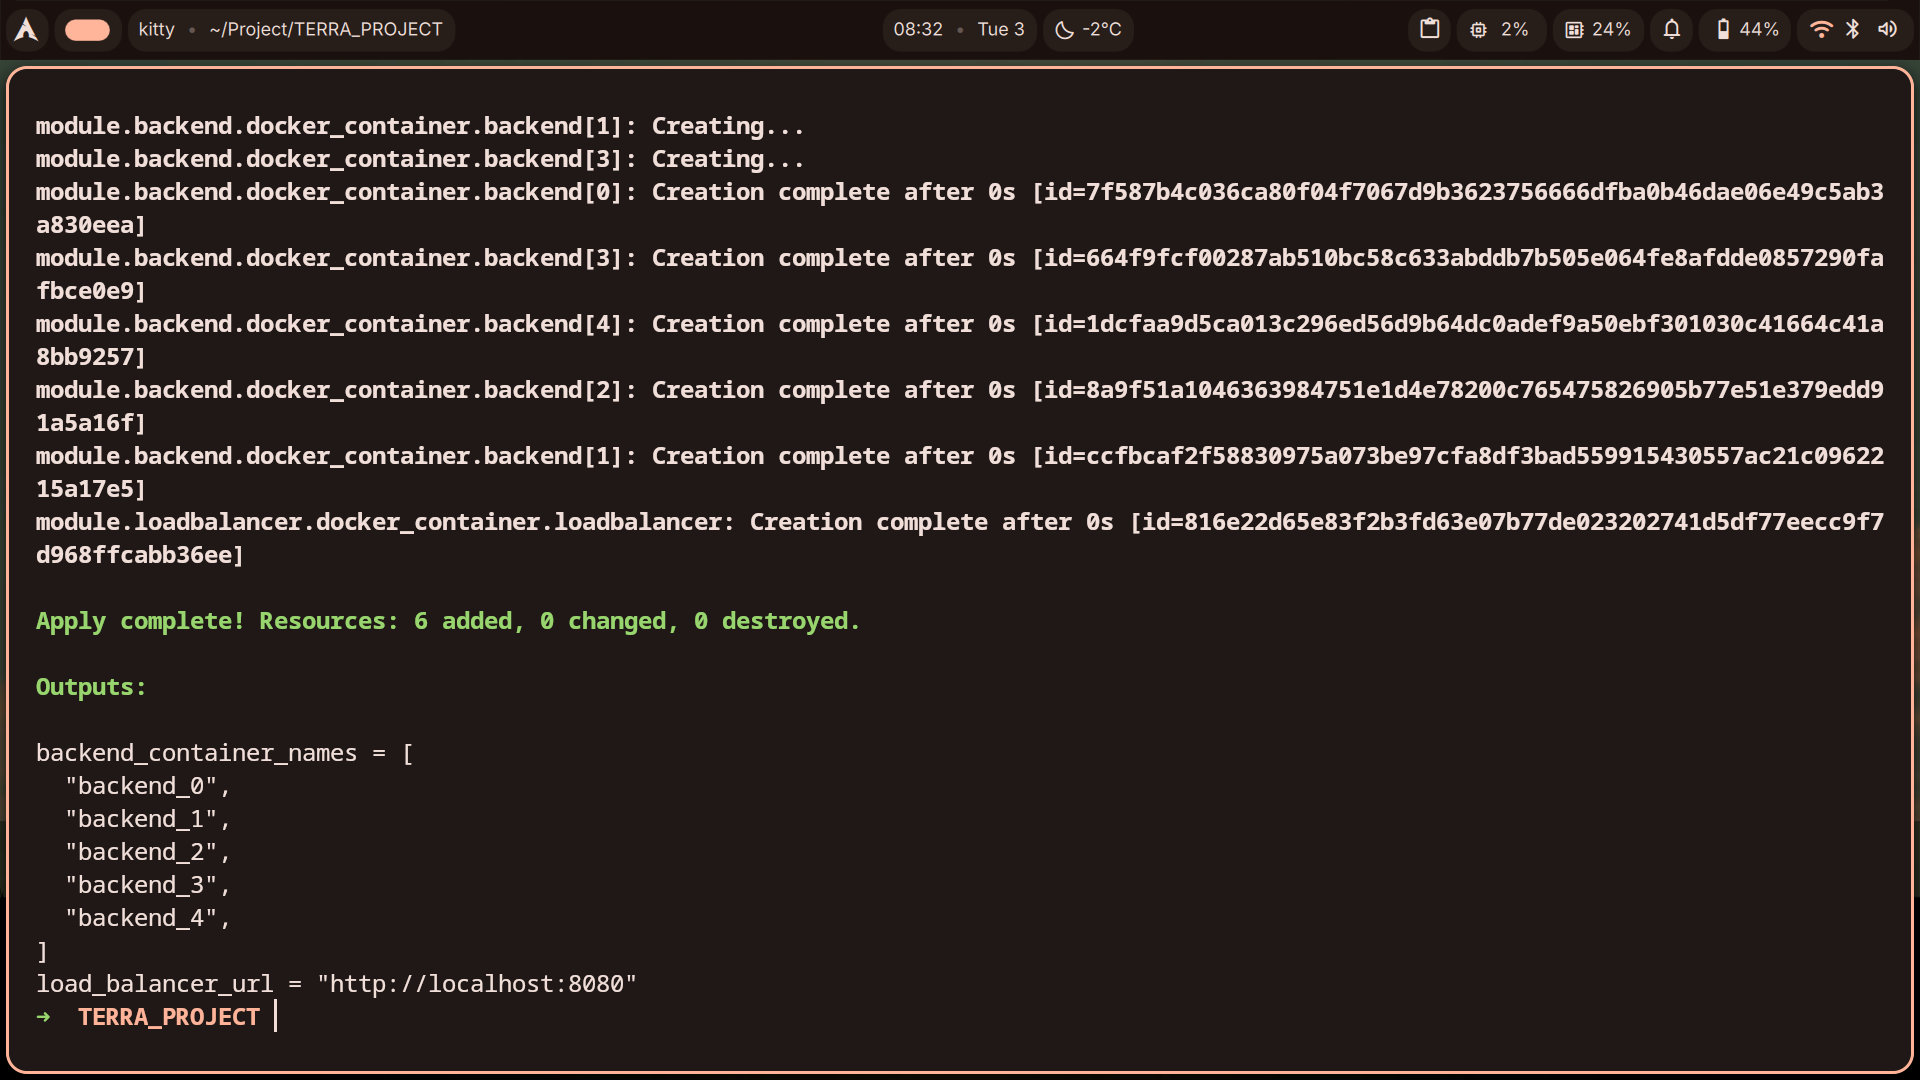 kitty • ~/Project/TERRA_PROJECT
08:32 • Tue 3
-2°C
2%
24%
44%
module.backend.docker_container.backend[1]: Creating...
module.backend.docker_container.backend[3]: Creating...
module.backend.docker_container.backend[0]: Creation complete after 0s [id=7f587b4c036ca80f04f7067d9b3623756666dfba0b46dae06e49c5ab3
a830eea]
module.backend.docker_container.backend[3]: Creation complete after 0s [id=664f9fcf00287ab510bc58c633abddb7b505e064fe8afdde0857290fa
fbce0e9]
module.backend.docker_container.backend[4]: Creation complete after 0s [id=1dcfaa9d5ca013c296ed56d9b64dc0adef9a50ebf301030c41664c41a
8bb9257]
module.backend.docker_container.backend[2]: Creation complete after 0s [id=8a9f51a1046363984751e1d4e78200c765475826905b77e51e379edd9
1a5a16f]
module.backend.docker_container.backend[1]: Creation complete after 0s [id=ccfbcaf2f58830975a073be97cfa8df3bad559915430557ac21c09622
15a17e5]
module.loadbalancer.docker_container.loadbalancer: Creation complete after 0s [id=816e22d65e83f2b3fd63e07b77de023202741d5df77eecc9f7
d968ffcabb36ee]
Apply complete! Resources: 6 added, 0 changed, 0 destroyed.
Outputs:
backend_container_names = [
  "backend_0",
  "backend_1",
  "backend_2",
  "backend_3",
  "backend_4",
]
load_balancer_url = "http://localhost:8080"
➜  TERRA_PROJECT